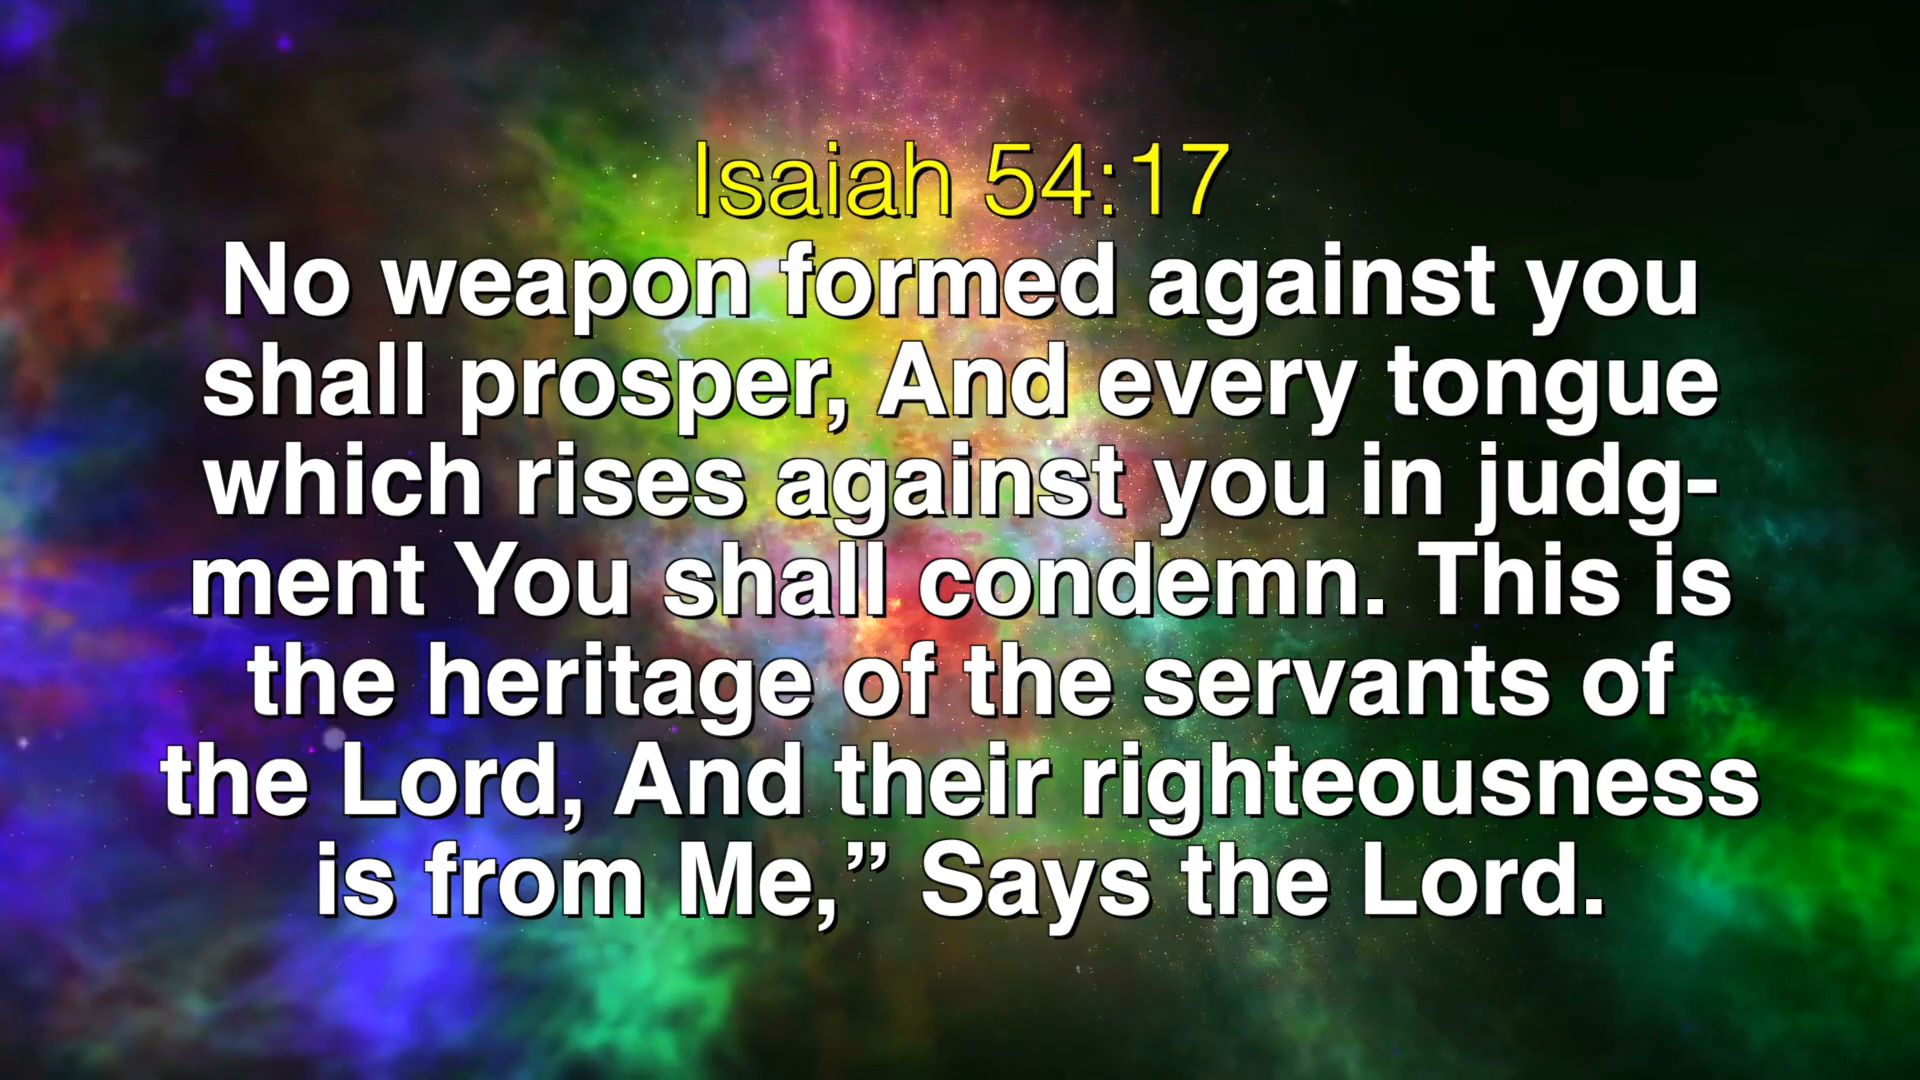 Isaiah 54:17
No weapon formed against you
shall prosper, And every tongue
which rises against you in judg-
ment You shall condemn. This is
the heritage of the servants of
the Lord, And their righteousness
is from Me,” Says the Lord.